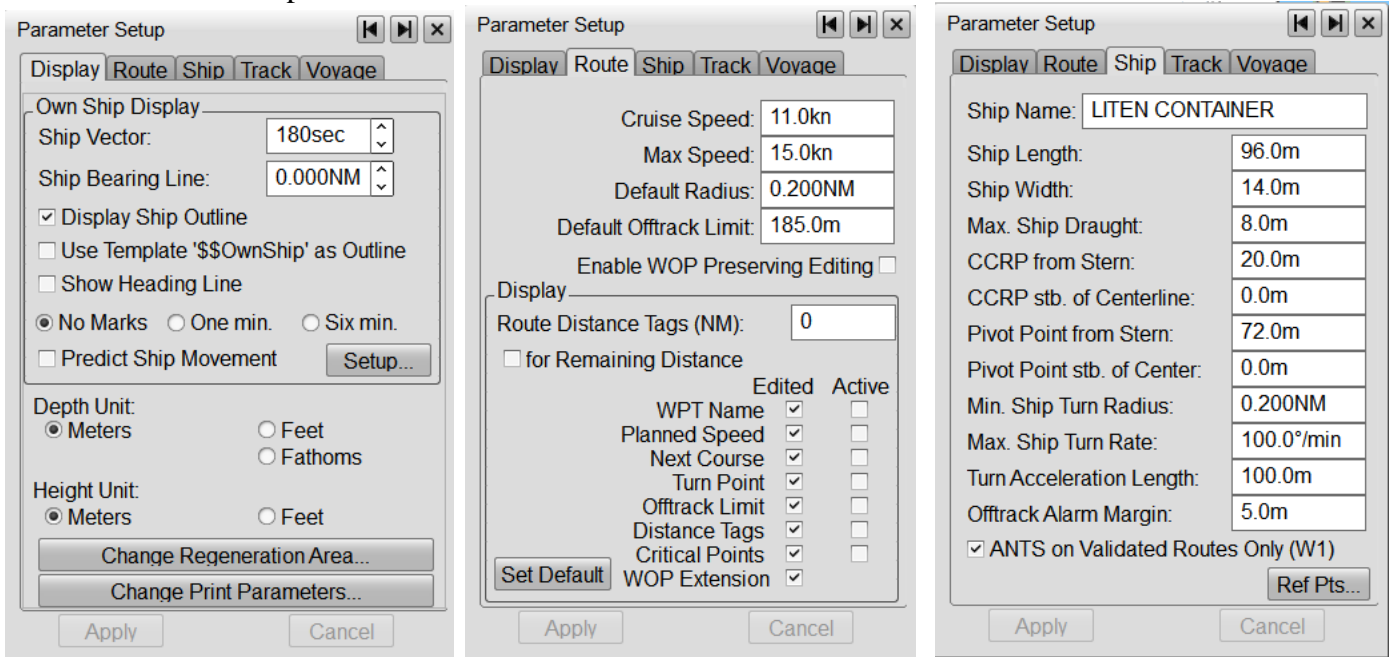 Parameter Setup
Display Route Ship Track Voyage
Own Ship Display
Ship Vector: 180sec
Ship Bearing Line: 0.000NM
Display Ship Outline
Use Template '$$OwnShip' as Outline
Show Heading Line
No Marks One min. Six min.
Predict Ship Movement Setup...
Depth Unit:
Meters Feet
Fathoms
Height Unit:
Meters Feet
Change Regeneration Area...
Change Print Parameters...
Apply Cancel
Parameter Setup
Display Route Ship Track Voyage
Cruise Speed: 11.0kn
Max Speed: 15.0kn
Default Radius: 0.200NM
Default Offtrack Limit: 185.0m
Enable WOP Preserving Editing
Display
Route Distance Tags (NM): 0
for Remaining Distance
Edited Active
WPT Name
Planned Speed
Next Course
Turn Point
Offtrack Limit
Distance Tags
Critical Points
Set Default WOP Extension
Apply Cancel
Parameter Setup
Display Route Ship Track Voyage
Ship Name: LITEN CONTAINER
Ship Length: 96.0m
Ship Width: 14.0m
Max. Ship Draught: 8.0m
CCRP from Stern: 20.0m
CCRP stb. of Centerline: 0.0m
Pivot Point from Stern: 72.0m
Pivot Point stb. of Center: 0.0m
Min. Ship Turn Radius: 0.200NM
Max. Ship Turn Rate: 100.0°/min
Turn Acceleration Length: 100.0m
Offtrack Alarm Margin: 5.0m
ANTS on Validated Routes Only (W1)
Ref Pts...
Apply Cancel